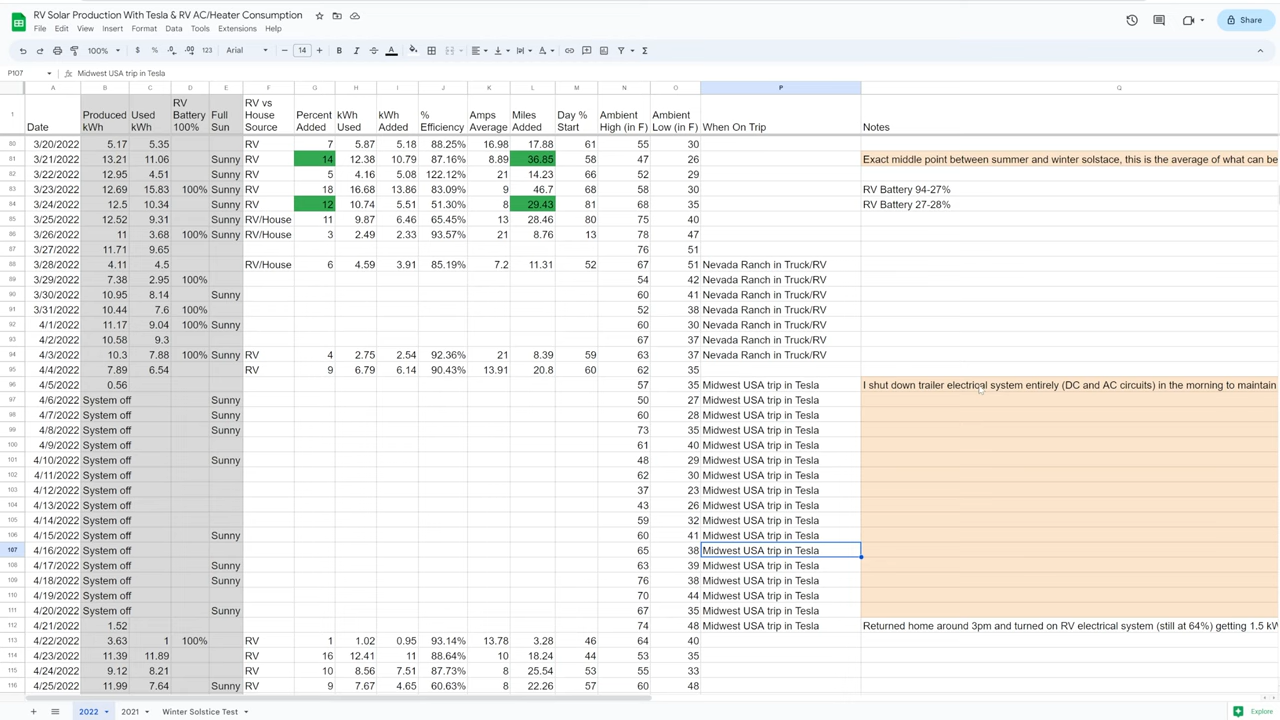 RV Solar Production With Tesla & RV AC/Heater Consumption
File Edit View Insert Format Data Tools Extensions Help
Share
100% $ % .0 .00 123 Arial 14
P107 Midwest USA trip in Tesla
A B C D E F G H I J K L M N O P Q
1 Date Produced kWh Used kWh RV Battery 100% Full Sun RV vs House Source Percent Added kWh Used kWh Added % Efficiency Amps Average Miles Added Day % Start Ambient High (in F) Ambient Low (in F) When On Trip Notes
80 3/20/2022 5.17 5.35 RV 7 5.87 5.18 88.25% 16.98 17.88 61 55 30
81 3/21/2022 13.21 11.06 Sunny RV 14 12.38 10.79 87.16% 8.89 36.85 58 47 26 Exact middle point between summer and winter solstace, this is the average of what can be
82 3/22/2022 12.95 4.51 Sunny RV 5 4.16 5.08 122.12% 21 14.23 66 52 29
83 3/23/2022 12.69 15.83 100% Sunny RV 18 16.68 13.86 83.09% 9 46.7 68 58 30 RV Battery 94-27%
84 3/24/2022 12.5 10.34 Sunny RV 12 10.74 5.51 51.30% 8 29.43 81 68 35 RV Battery 27-28%
85 3/25/2022 12.52 9.31 Sunny RV/House 11 9.87 6.46 65.45% 13 28.46 80 75 40
86 3/26/2022 11 3.68 100% Sunny RV/House 3 2.49 2.33 93.57% 21 8.76 13 78 47
87 3/27/2022 11.71 9.65 76 51
88 3/28/2022 4.11 4.5 RV/House 6 4.59 3.91 85.19% 7.2 11.31 52 67 51 Nevada Ranch in Truck/RV
89 3/29/2022 7.38 2.95 100% 54 42 Nevada Ranch in Truck/RV
90 3/30/2022 10.95 8.14 Sunny 60 41 Nevada Ranch in Truck/RV
91 3/31/2022 10.44 7.6 100% 52 38 Nevada Ranch in Truck/RV
92 4/1/2022 11.17 9.04 100% Sunny 60 30 Nevada Ranch in Truck/RV
93 4/2/2022 10.58 9.3 67 37 Nevada Ranch in Truck/RV
94 4/3/2022 10.3 7.88 100% Sunny RV 4 2.75 2.54 92.36% 21 8.39 59 63 37 Nevada Ranch in Truck/RV
95 4/4/2022 7.89 6.54 RV 9 6.79 6.14 90.43% 13.91 20.8 60 62 35
96 4/5/2022 0.56 57 35 Midwest USA trip in Tesla I shut down trailer electrical system entirely (DC and AC circuits) in the morning to maintain
97 4/6/2022 System off Sunny 50 27 Midwest USA trip in Tesla
98 4/7/2022 System off Sunny 60 28 Midwest USA trip in Tesla
99 4/8/2022 System off Sunny 73 35 Midwest USA trip in Tesla
100 4/9/2022 System off 61 40 Midwest USA trip in Tesla
101 4/10/2022 System off Sunny 48 29 Midwest USA trip in Tesla
102 4/11/2022 System off 62 30 Midwest USA trip in Tesla
103 4/12/2022 System off 37 23 Midwest USA trip in Tesla
104 4/13/2022 System off 43 26 Midwest USA trip in Tesla
105 4/14/2022 System off 59 32 Midwest USA trip in Tesla
106 4/15/2022 System off Sunny 60 41 Midwest USA trip in Tesla
107 4/16/2022 System off 65 38 Midwest USA trip in Tesla
108 4/17/2022 System off Sunny 63 39 Midwest USA trip in Tesla
109 4/18/2022 System off Sunny 76 38 Midwest USA trip in Tesla
110 4/19/2022 System off 70 44 Midwest USA trip in Tesla
111 4/20/2022 System off Sunny 67 35 Midwest USA trip in Tesla
112 4/21/2022 1.52 74 48 Midwest USA trip in Tesla Returned home around 3pm and turned on RV electrical system (still at 64%) getting 1.5 kW
113 4/22/2022 3.63 1 100% RV 1 1.02 0.95 93.14% 13.78 3.28 46 64 40
114 4/23/2022 11.39 11.89 RV 16 12.41 11 88.64% 10 18.24 44 53 35
115 4/24/2022 9.12 8.21 RV 10 8.56 7.51 87.73% 8 25.54 53 55 33
116 4/25/2022 11.99 7.64 Sunny RV 9 7.67 4.65 60.63% 8 22.26 57 60 48
2022 2021 Winter Solstice Test Explore